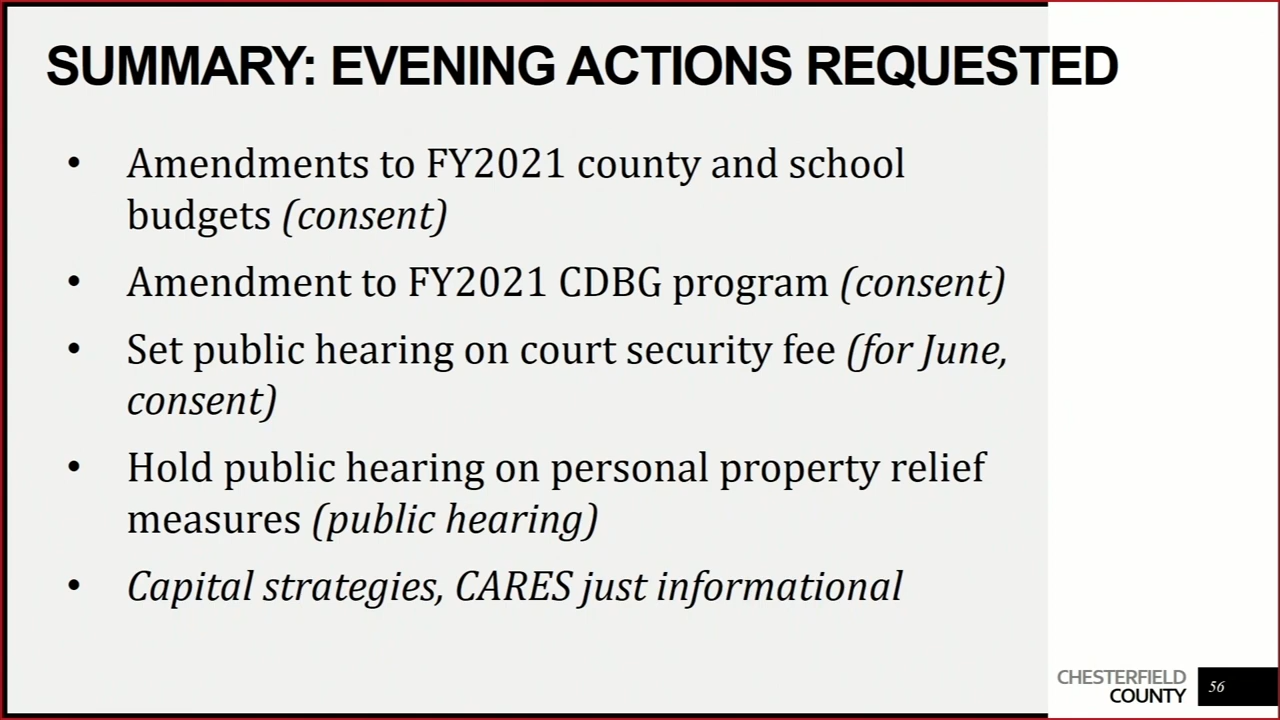 SUMMARY: EVENING ACTIONS REQUESTED
• Amendments to FY2021 county and school
budgets (consent)
• Amendment to FY2021 CDBG program (consent)
• Set public hearing on court security fee (for June,
consent)
• Hold public hearing on personal property relief
measures (public hearing)
• Capital strategies, CARES just informational
CHESTERFIELD
COUNTY
56